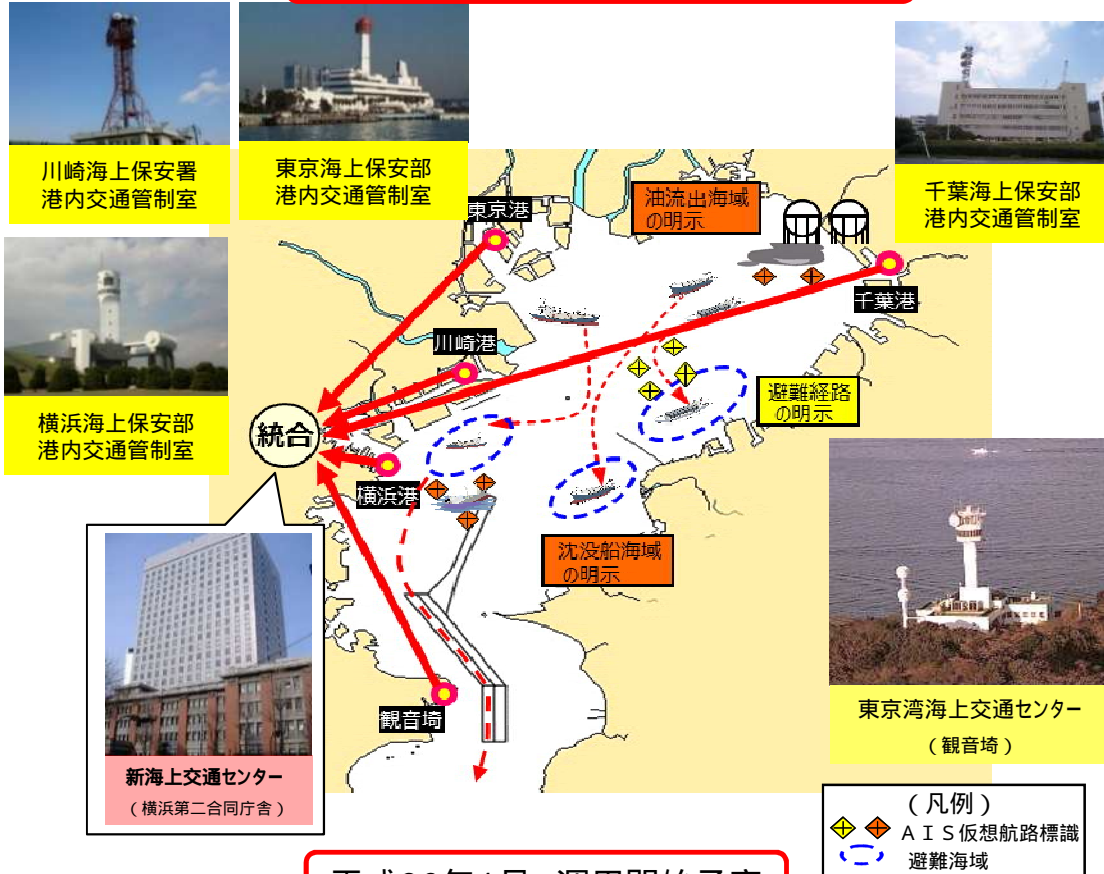 川崎海上保安署
港内交通管制室
東京海上保安部
港内交通管制室
千葉海上保安部
港内交通管制室
横浜海上保安部
港内交通管制室
東京港
油流出海域
の明示
千葉港
川崎港
避難経路
の明示
統合
横浜港
沈没船海域
の明示
観音埼
新海上交通センター
(横浜第二合同庁舎)
東京湾海上交通センター
(観音埼)
(凡例)
AIS仮想航路標識
避難海域